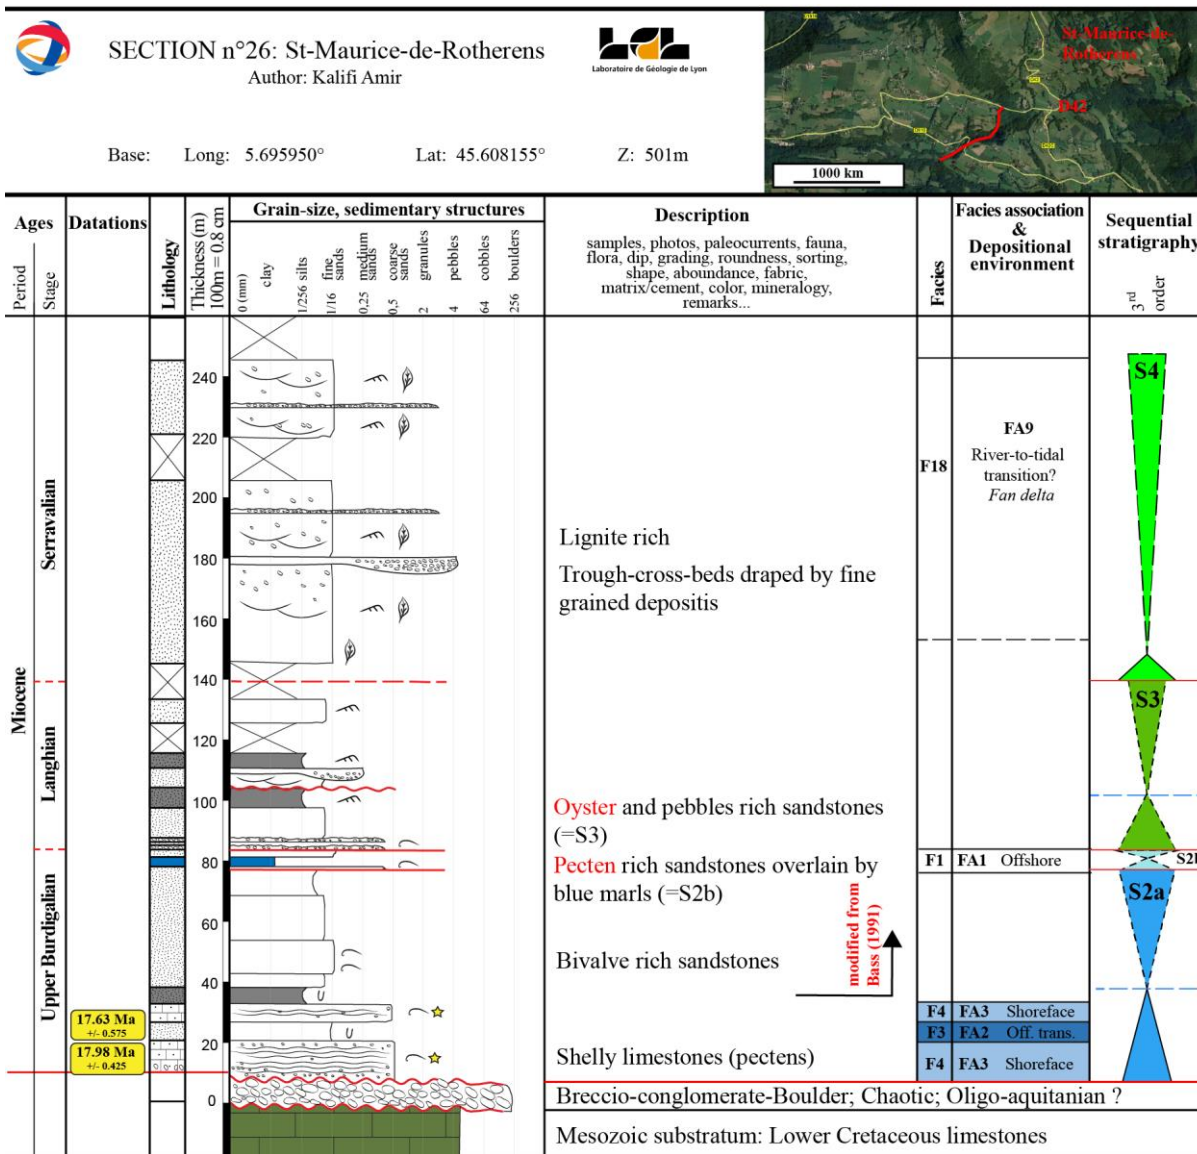 SECTION n°26: St-Maurice-de-Rotherens
Author: Kalifi Amir
LGL
Laboratoire de Géologie de Lyon
Base: Long: 5.695950° Lat: 45.608155° Z: 501m
St-Maurice-de-
Rotherens
D42
1000 km
Ages
Period
Stage
Datations
Lithology
Thickness (m)
100m = 0.8 cm
Grain-size, sedimentary structures
0 (mm)
clay
1/256 silts
1/16 fine sands
0,25 medium sands
0,5 coarse sands
2 granules
4 pebbles
64 cobbles
256 boulders
Description
samples, photos, paleocurrents, fauna,
flora, dip, grading, roundness, sorting,
shape, aboundance, fabric,
matrix/cement, color, mineralogy,
remarks...
Facies
Facies association
&
Depositional
environment
Sequential
stratigraphy
3rd
order
Miocene
Serravalian
Langhian
Upper Burdigalian
17.63 Ma
+/- 0.575
17.98 Ma
+/- 0.425
240
220
200
180
160
140
120
100
80
60
40
20
0
Lignite rich
Trough-cross-beds draped by fine
grained depositis
Oyster and pebbles rich sandstones
(=S3)
Pecten rich sandstones overlain by
blue marls (=S2b)
modified from
Bass (1991)
Bivalve rich sandstones
Shelly limestones (pectens)
Breccio-conglomerate-Boulder; Chaotic; Oligo-aquitanian ?
Mesozoic substratum: Lower Cretaceous limestones
F18
FA9
River-to-tidal
transition?
Fan delta
F1 FA1 Offshore
F4 FA3 Shoreface
F3 FA2 Off. trans.
F4 FA3 Shoreface
S4
S3
S2b
S2a